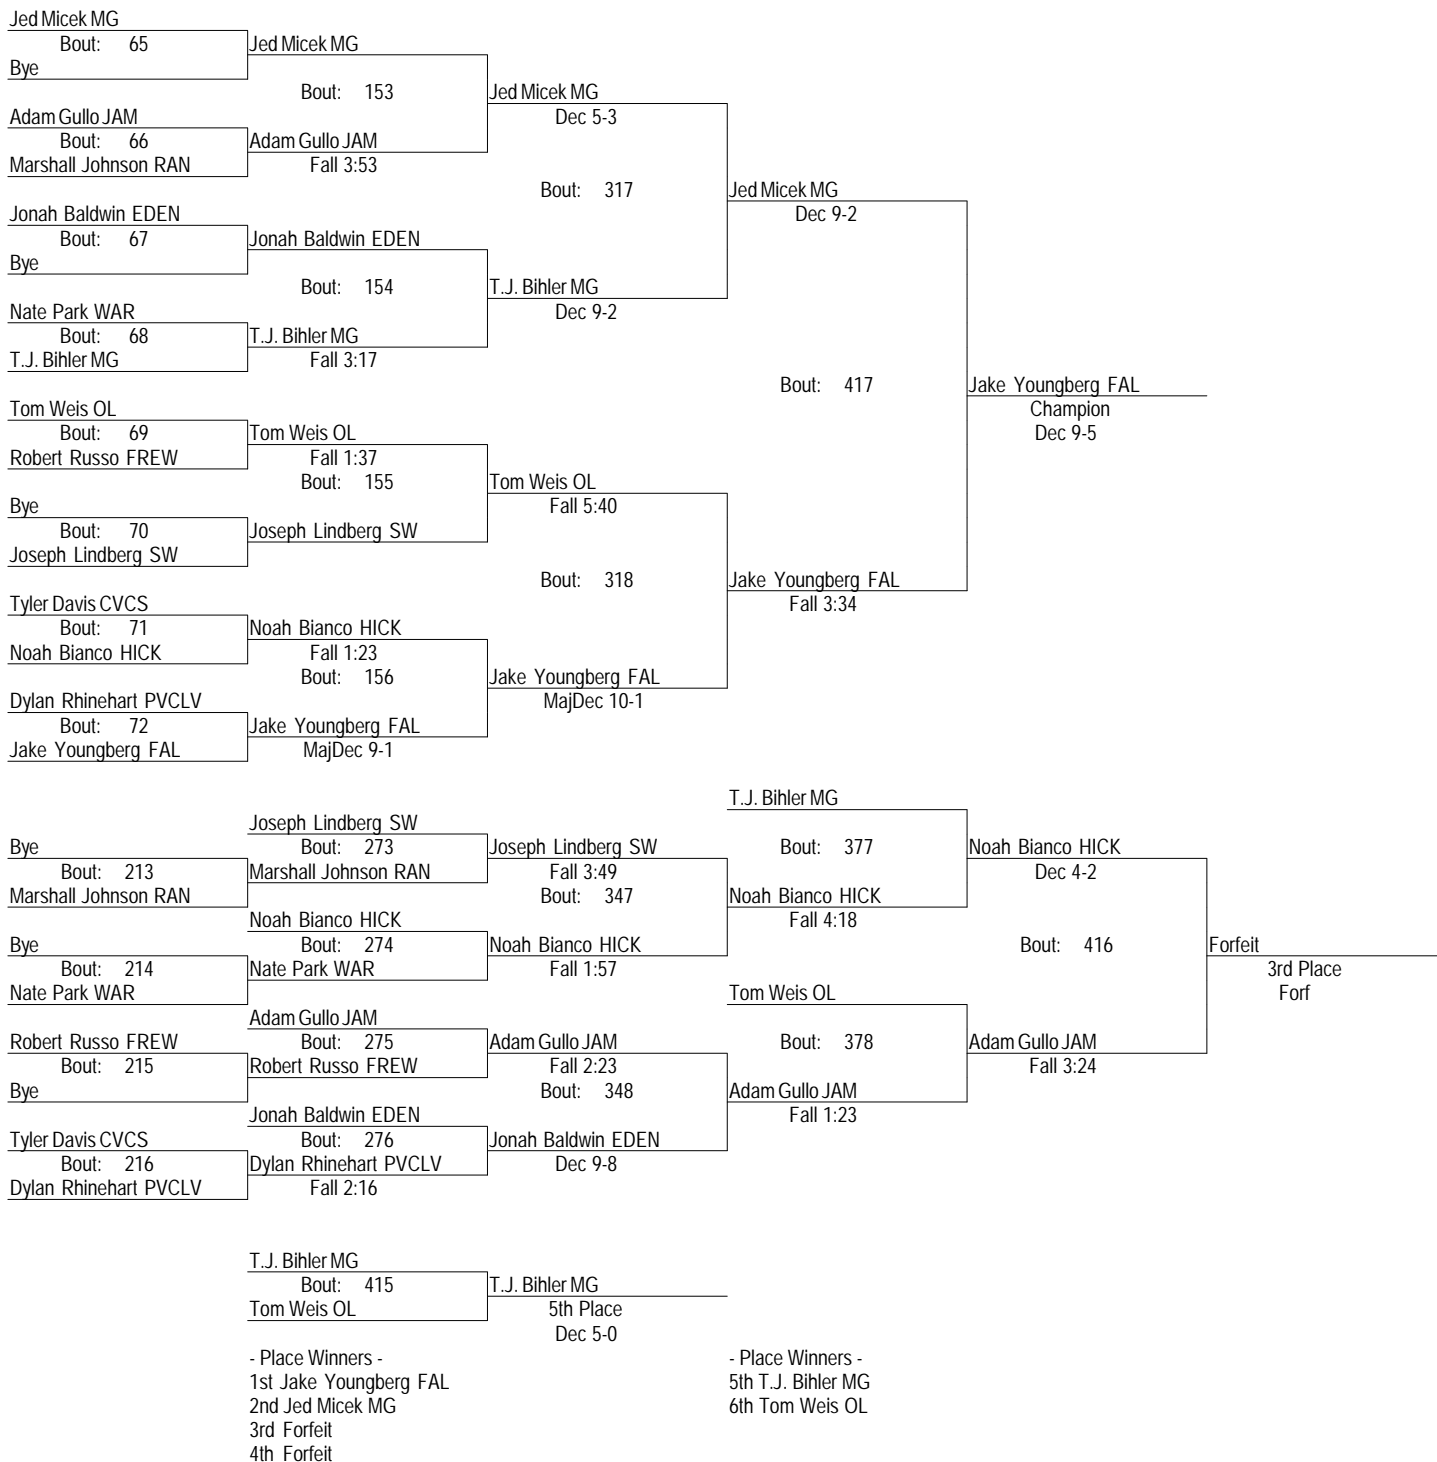 Jed Micek MG
Bout: 65
Bye
Jed Micek MG
Bout: 153
Adam Gullo JAM
Bout: 66
Marshall Johnson RAN
Adam Gullo JAM
Fall 3:53
Jed Micek MG
Dec 5-3
Bout: 317
Jonah Baldwin EDEN
Bout: 67
Bye
Jonah Baldwin EDEN
Bout: 154
Nate Park WAR
Bout: 68
T.J. Bihler MG
T.J. Bihler MG
Fall 3:17
T.J. Bihler MG
Dec 9-2
Jed Micek MG
Dec 9-2
Bout: 417
Tom Weis OL
Bout: 69
Robert Russo FREW
Tom Weis OL
Fall 1:37
Bout: 155
Bye
Bout: 70
Joseph Lindberg SW
Joseph Lindberg SW
Tom Weis OL
Fall 5:40
Bout: 318
Tyler Davis CVCS
Bout: 71
Noah Bianco HICK
Noah Bianco HICK
Fall 1:23
Bout: 156
Dylan Rhinehart PVCLV
Bout: 72
Jake Youngberg FAL
Jake Youngberg FAL
MajDec 9-1
Jake Youngberg FAL
MajDec 10-1
Jake Youngberg FAL
Fall 3:34
Jake Youngberg FAL
Champion
Dec 9-5
Bye
Bout: 213
Marshall Johnson RAN
Joseph Lindberg SW
Bout: 273
Marshall Johnson RAN
Joseph Lindberg SW
Fall 3:49
Bout: 347
Bye
Bout: 214
Nate Park WAR
Noah Bianco HICK
Bout: 274
Nate Park WAR
Noah Bianco HICK
Fall 1:57
T.J. Bihler MG
Bout: 377
Noah Bianco HICK
Fall 4:18
Noah Bianco HICK
Dec 4-2
Bout: 416
Robert Russo FREW
Bout: 215
Bye
Adam Gullo JAM
Bout: 275
Robert Russo FREW
Adam Gullo JAM
Fall 2:23
Bout: 348
Tyler Davis CVCS
Bout: 216
Dylan Rhinehart PVCLV
Jonah Baldwin EDEN
Bout: 276
Dylan Rhinehart PVCLV
Fall 2:16
Jonah Baldwin EDEN
Dec 9-8
Tom Weis OL
Bout: 378
Adam Gullo JAM
Fall 1:23
Adam Gullo JAM
Fall 3:24
Forfeit
3rd Place
Forf
T.J. Bihler MG
Bout: 415
Tom Weis OL
T.J. Bihler MG
5th Place
Dec 5-0
- Place Winners -
1st Jake Youngberg FAL
2nd Jed Micek MG
3rd Forfeit
4th Forfeit
- Place Winners -
5th T.J. Bihler MG
6th Tom Weis OL